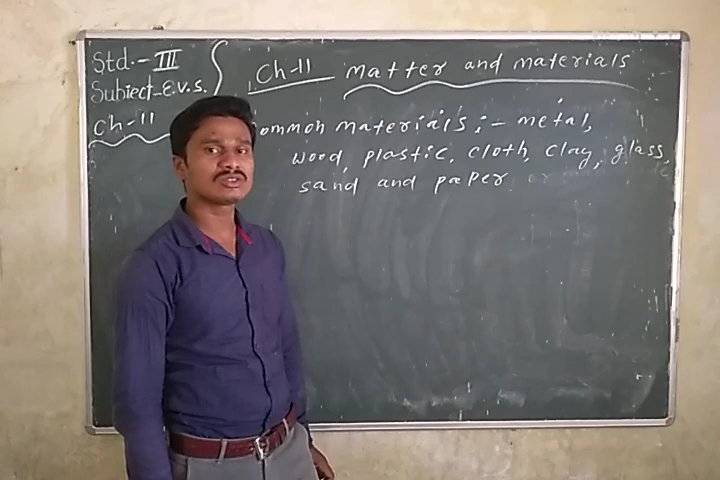 Std.- III
Subject-E.V.S.
Ch-11
Ch-11 Matter and materials
ommon materials :- metal,
wood, plastic, cloth, clay, glass,
sand and paper